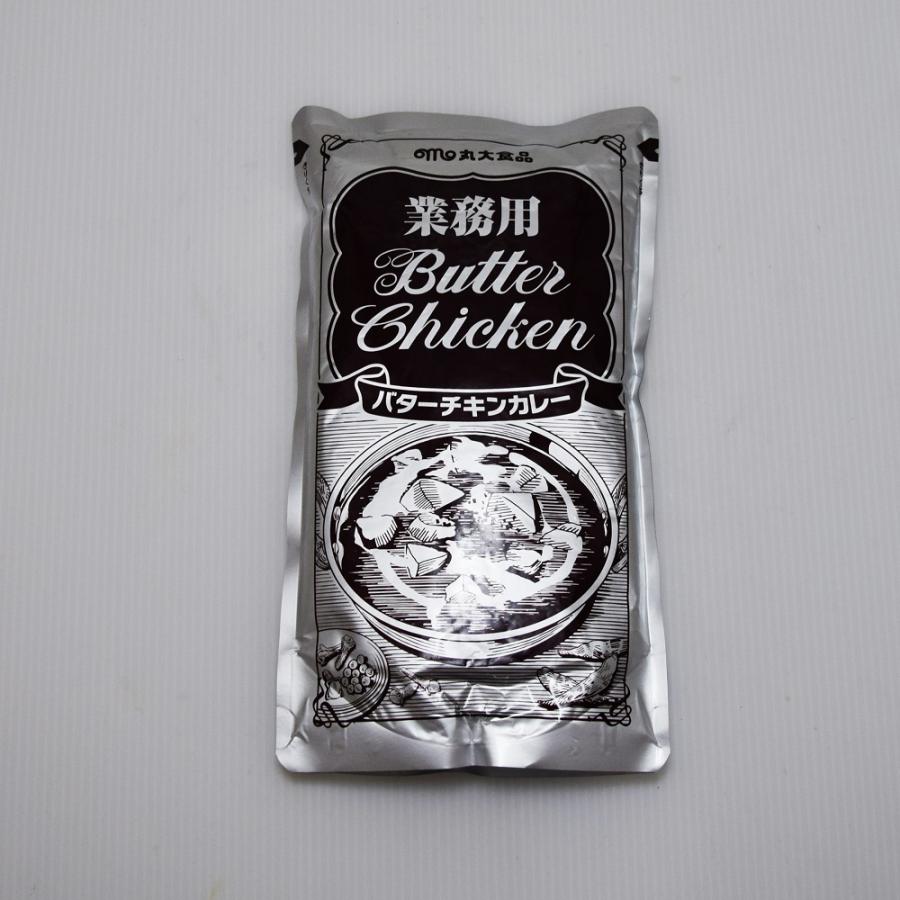 丸大食品
業務用
Butter
Chicken
バターチキンカレー